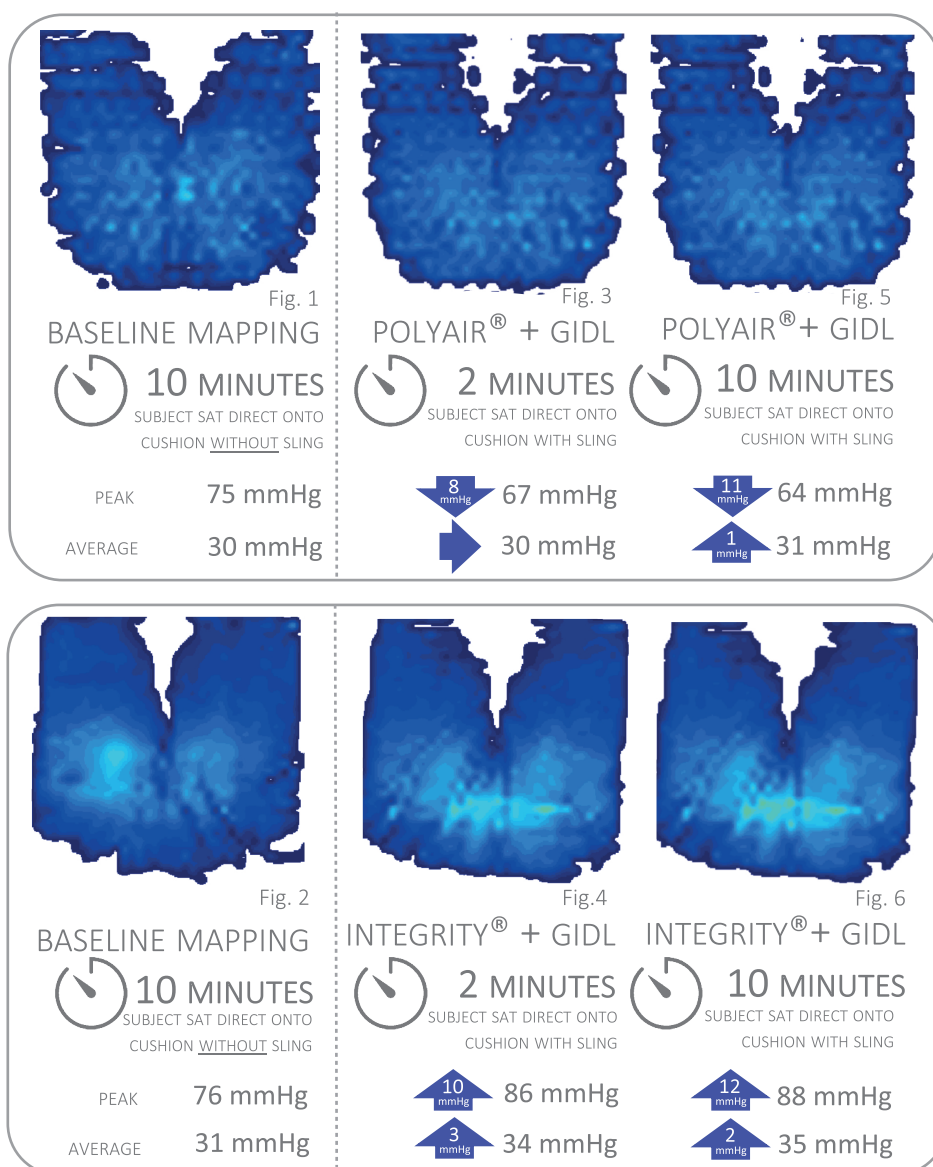 Fig. 1
BASELINE MAPPING
10 MINUTES
SUBJECT SAT DIRECT ONTO
CUSHION WITHOUT SLING
PEAK 75 mmHg
AVERAGE 30 mmHg
Fig. 3
POLYAIR® + GIDL
2 MINUTES
SUBJECT SAT DIRECT ONTO
CUSHION WITH SLING
8 mmHg 67 mmHg
30 mmHg
Fig. 5
POLYAIR® + GIDL
10 MINUTES
SUBJECT SAT DIRECT ONTO
CUSHION WITH SLING
11 mmHg 64 mmHg
1 mmHg 31 mmHg
Fig. 2
BASELINE MAPPING
10 MINUTES
SUBJECT SAT DIRECT ONTO
CUSHION WITHOUT SLING
PEAK 76 mmHg
AVERAGE 31 mmHg
Fig.4
INTEGRITY® + GIDL
2 MINUTES
SUBJECT SAT DIRECT ONTO
CUSHION WITH SLING
10 mmHg 86 mmHg
3 mmHg 34 mmHg
Fig. 6
INTEGRITY® + GIDL
10 MINUTES
SUBJECT SAT DIRECT ONTO
CUSHION WITH SLING
12 mmHg 88 mmHg
2 mmHg 35 mmHg